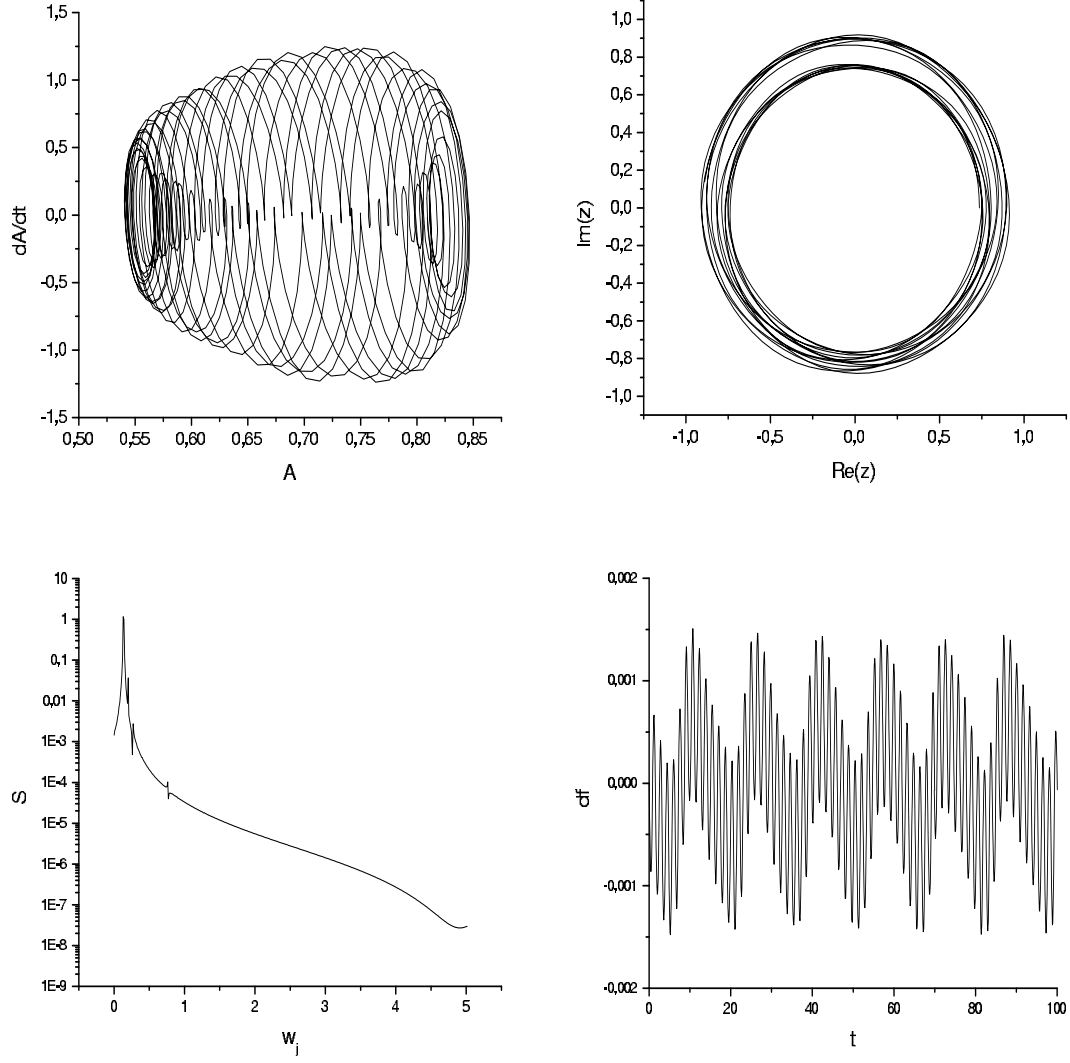 1,5
1,0
0,5
0,0
-0,5
-1,0
-1,5
dA/dt
0,50 0,55 0,60 0,65 0,70 0,75 0,80 0,85
A
1,0
0,8
0,6
0,4
0,2
0,0
-0,2
-0,4
-0,6
-0,8
-1,0
Im(z)
-1,0 -0,5 0,0 0,5 1,0
Re(z)
10
1
0,1
0,01
1E-3
1E-4
1E-5
1E-6
1E-7
1E-8
1E-9
S
0 1 2 3 4 5
w_j
0,002
0,001
0,000
-0,001
-0,002
df
0 20 40 60 80 100
t